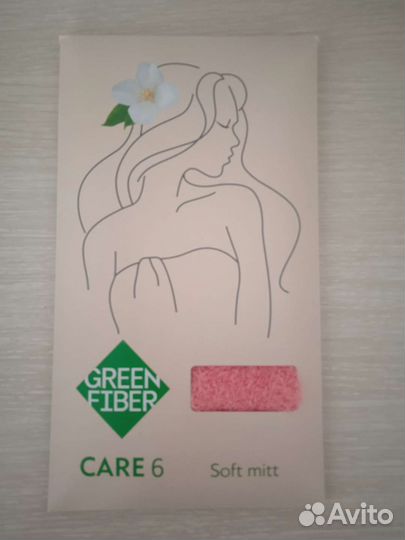 GREEN
FIBER
CARE 6
Soft mitt
Avito